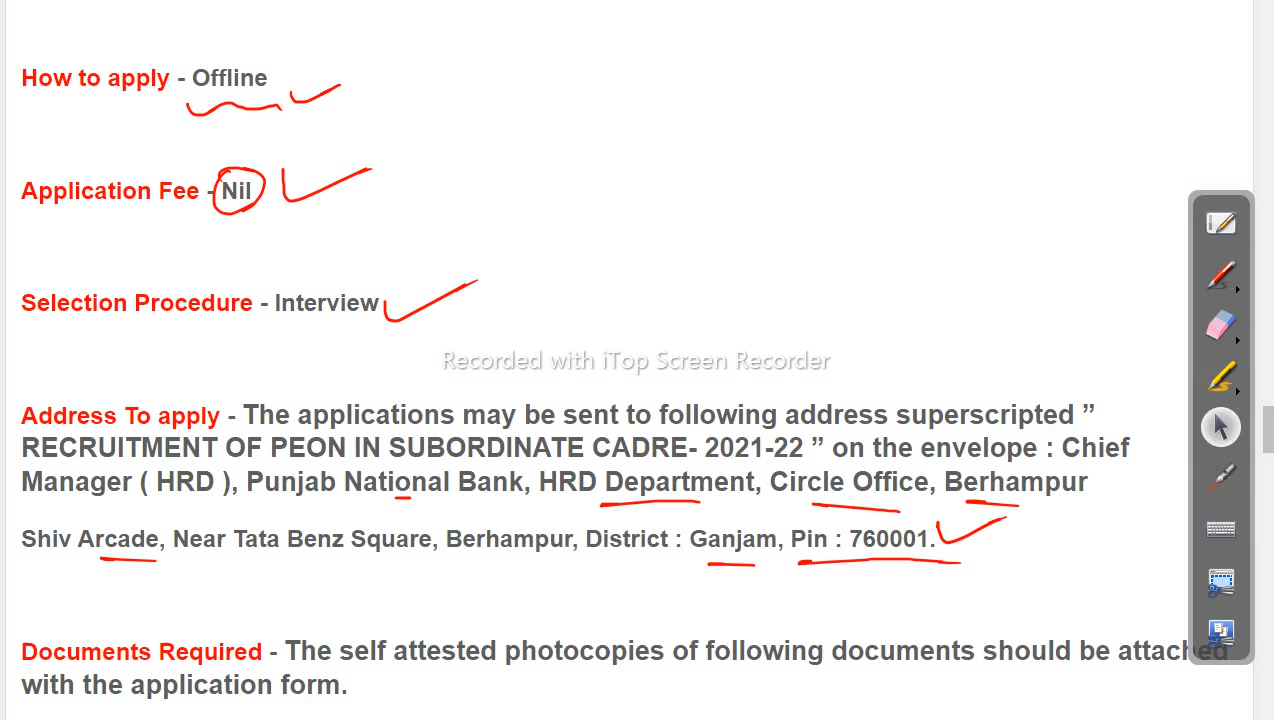 How to apply - Offline
Application Fee - Nil
Selection Procedure - Interview
Recorded with iTop Screen Recorder
Address To apply - The applications may be sent to following address superscripted ”
RECRUITMENT OF PEON IN SUBORDINATE CADRE- 2021-22 ” on the envelope : Chief
Manager ( HRD ), Punjab National Bank, HRD Department, Circle Office, Berhampur
Shiv Arcade, Near Tata Benz Square, Berhampur, District : Ganjam, Pin : 760001.
Documents Required - The self attested photocopies of following documents should be attached
with the application form.